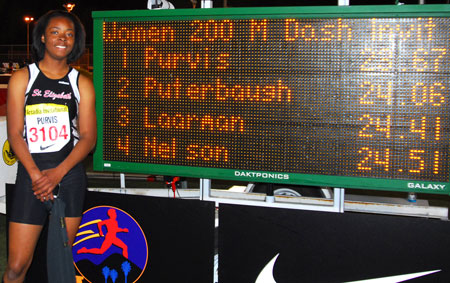 Women 200 M Dash Invit
1 Purvis 23.67
2 Puterbaugh 24.06
3 Laarman 24.41
4 Nelson 24.51
DAKTRONICS
GALAXY
St. Elizabeth
PURVIS
3104